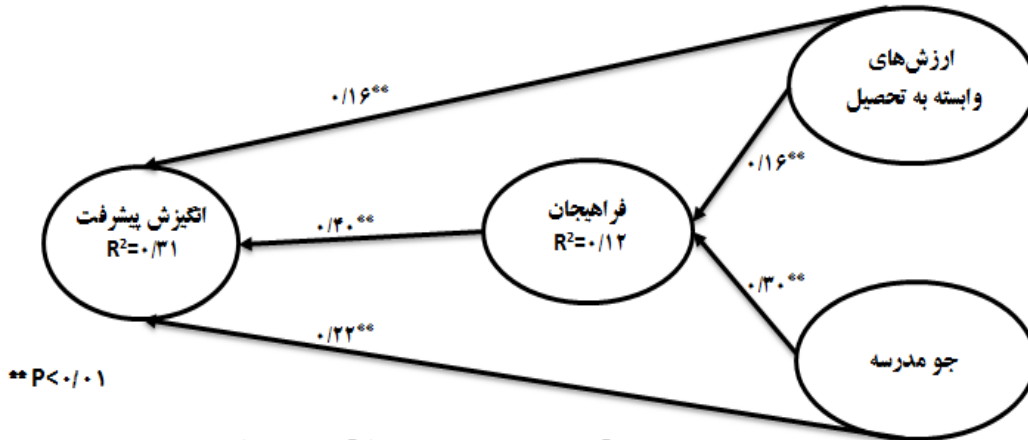 ارزش‌های
وابسته به تحصیل
۰/۱۶**
۰/۱۶**
فراهیجان
R²=۰/۱۲
انگیزش پیشرفت
R²=۰/۳۱
۰/۴۰**
۰/۳۰**
۰/۲۲**
جو مدرسه
** P<۰/۰۱